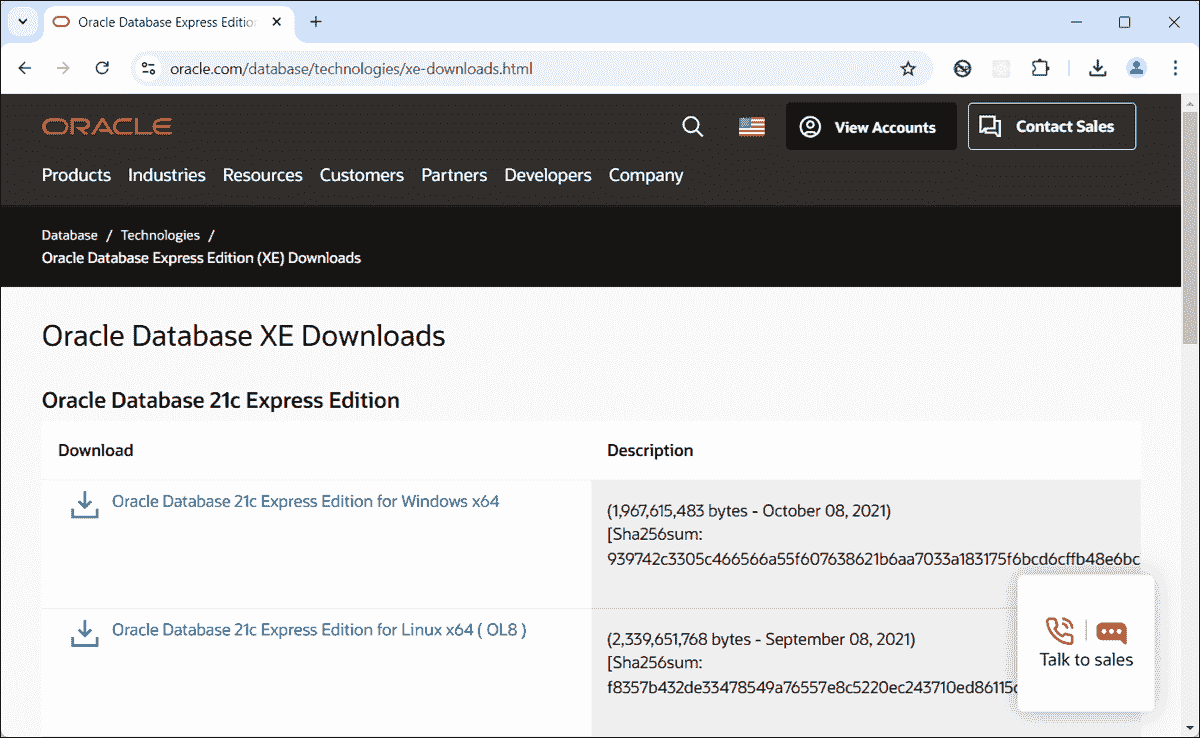 Oracle Database Express Editio
oracle.com/database/technologies/xe-downloads.html
ORACLE
View Accounts
Contact Sales
Products Industries Resources Customers Partners Developers Company
Database / Technologies /
Oracle Database Express Edition (XE) Downloads
Oracle Database XE Downloads
Oracle Database 21c Express Edition
Download Description
Oracle Database 21c Express Edition for Windows x64
(1,967,615,483 bytes - October 08, 2021)
[Sha256sum:
939742c3305c466566a55f607638621b6aa7033a183175f6bcd6cffb48e6bc
Oracle Database 21c Express Edition for Linux x64 ( OL8 )
(2,339,651,768 bytes - September 08, 2021)
[Sha256sum:
f8357b432de33478549a76557e8c5220ec243710ed86115c
Talk to sales